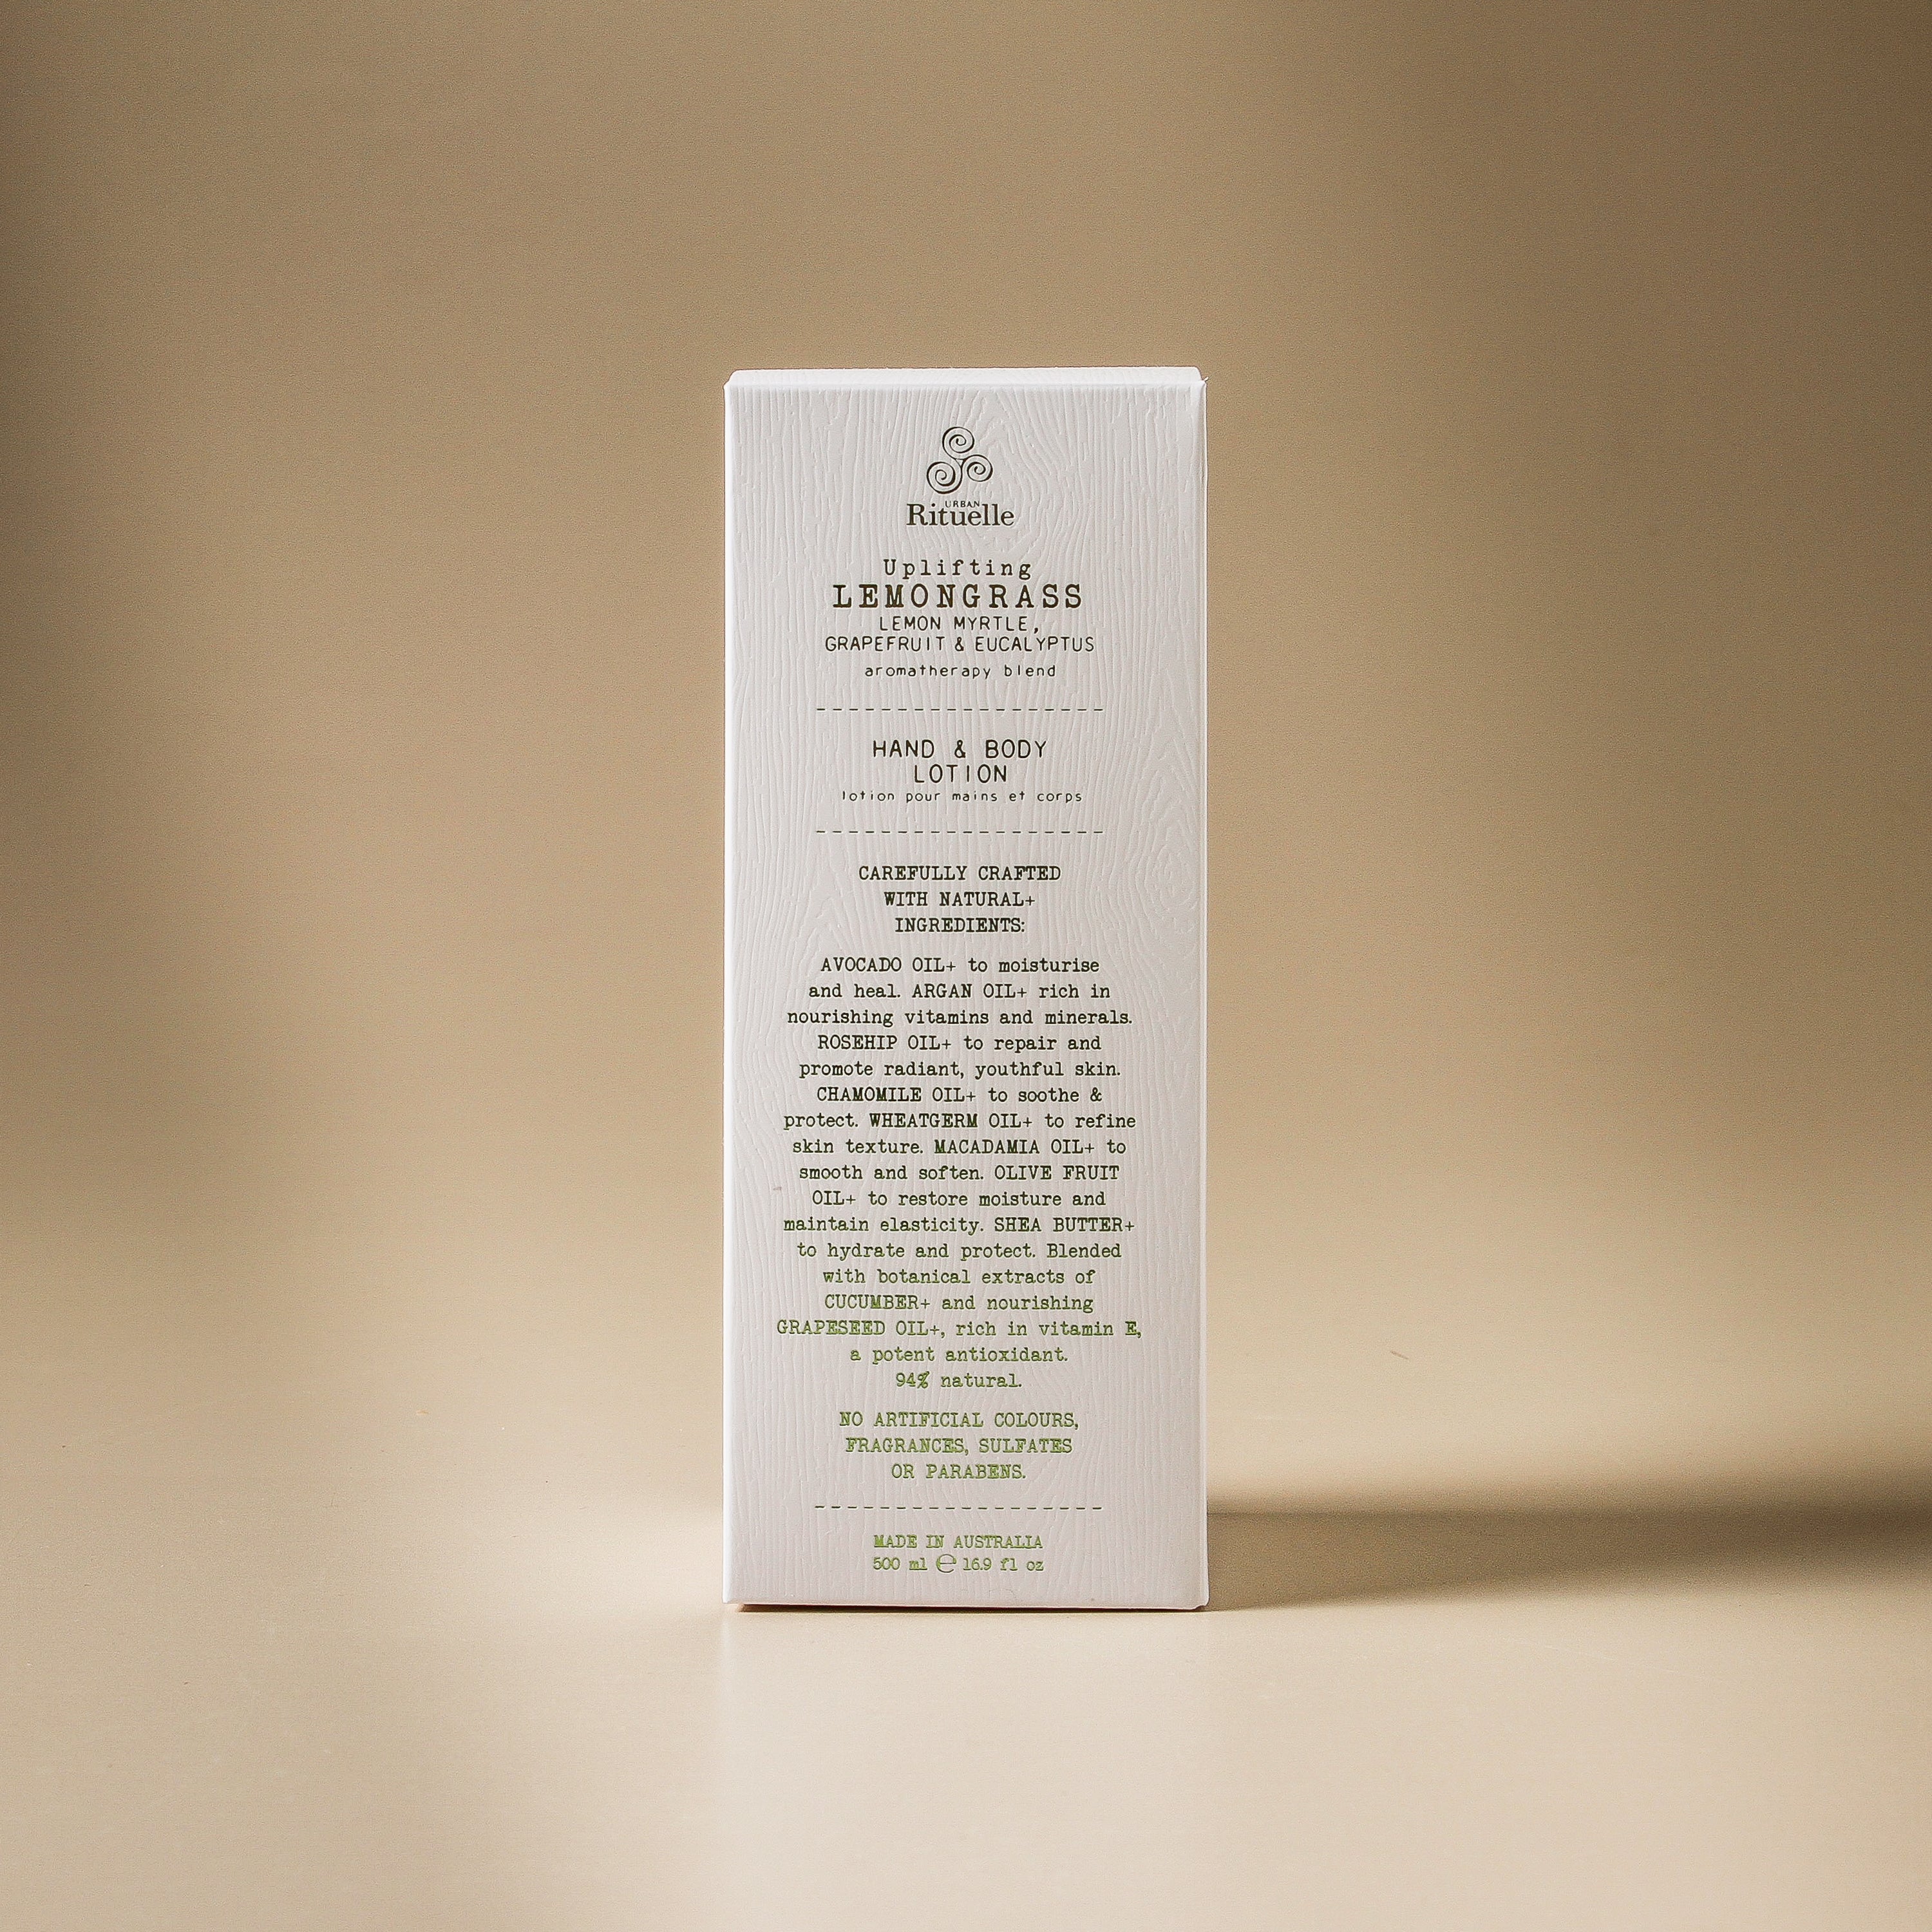 URBAN
Rituelle
Uplifting
LEMONGRASS
LEMON MYRTLE,
GRAPEFRUIT & EUCALYPTUS
aromatherapy blend
HAND & BODY
LOTION
lotion pour mains et corps
CAREFULLY CRAFTED
WITH NATURAL+
INGREDIENTS:
AVOCADO OIL+ to moisturise
and heal. ARGAN OIL+ rich in
nourishing vitamins and minerals.
ROSEHIP OIL+ to repair and
promote radiant, youthful skin.
CHAMOMILE OIL+ to soothe &
protect. WHEATGERM OIL+ to refine
skin texture. MACADAMIA OIL+ to
smooth and soften. OLIVE FRUIT
OIL+ to restore moisture and
maintain elasticity. SHEA BUTTER+
to hydrate and protect. Blended
with botanical extracts of
CUCUMBER+ and nourishing
GRAPESEED OIL+, rich in vitamin E,
a potent antioxidant.
94% natural.
NO ARTIFICIAL COLOURS,
FRAGRANCES, SULFATES
OR PARABENS.
MADE IN AUSTRALIA
500 ml ℮ 16.9 fl oz